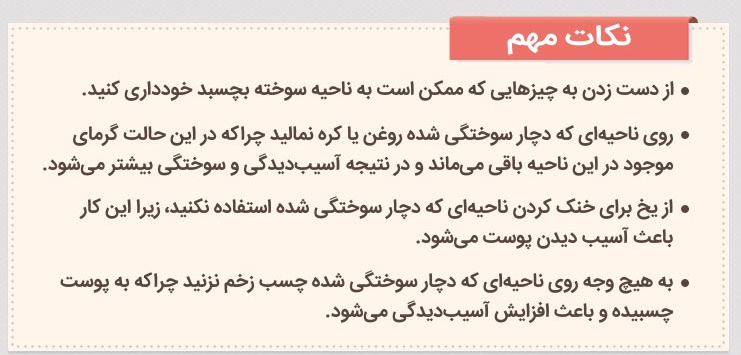 نکات مهم
• از دست زدن به چیزهایی که ممکن است به ناحیه سوخته بچسبد خودداری کنید.
• روی ناحیه‌ای که دچار سوختگی شده روغن یا کره نمالید چراکه در این حالت گرمای
موجود در این ناحیه باقی می‌ماند و در نتیجه آسیب‌دیدگی و سوختگی بیشتر می‌شود.
• از یخ برای خنک کردن ناحیه‌ای که دچار سوختگی شده استفاده نکنید، زیرا این کار
باعث آسیب دیدن پوست می‌شود.
• به هیچ وجه روی ناحیه‌ای که دچار سوختگی شده چسب زخم نزنید چراکه به پوست
چسبیده و باعث افزایش آسیب‌دیدگی می‌شود.